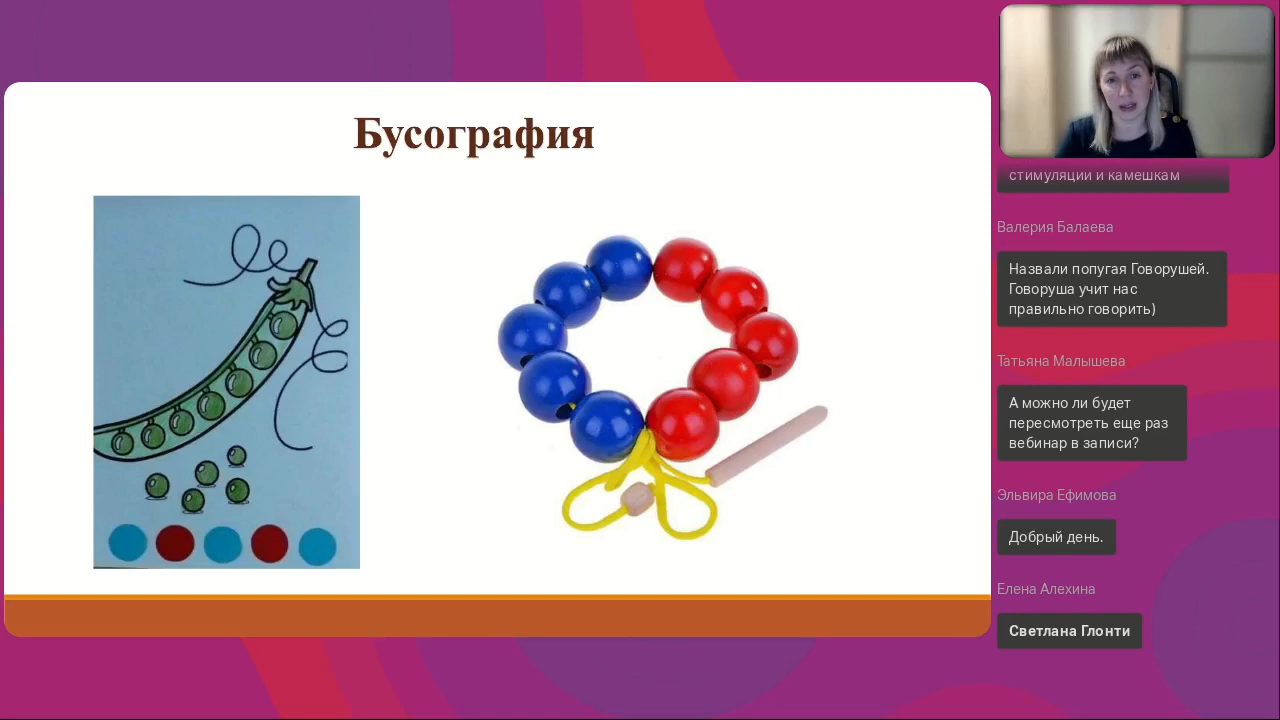 Бусография
стимуляции и камешкам
Валерия Балаева
Назвали попугая Говорушей.
Говоруша учит нас
правильно говорить)
Татьяна Малышева
А можно ли будет
пересмотреть еще раз
вебинар в записи?
Эльвира Ефимова
Добрый день.
Елена Алехина
Светлана Глонти